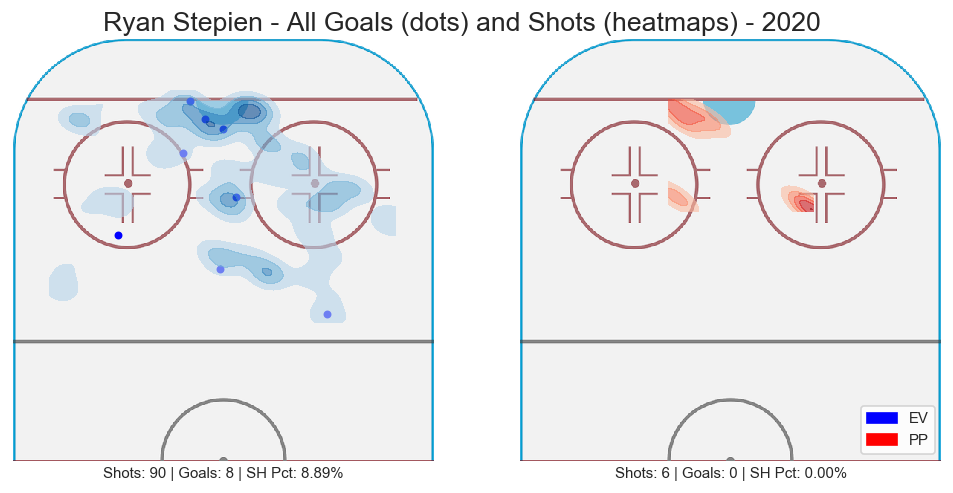 Ryan Stepien - All Goals (dots) and Shots (heatmaps) - 2020
EV
PP
Shots: 90 | Goals: 8 | SH Pct: 8.89%
Shots: 6 | Goals: 0 | SH Pct: 0.00%